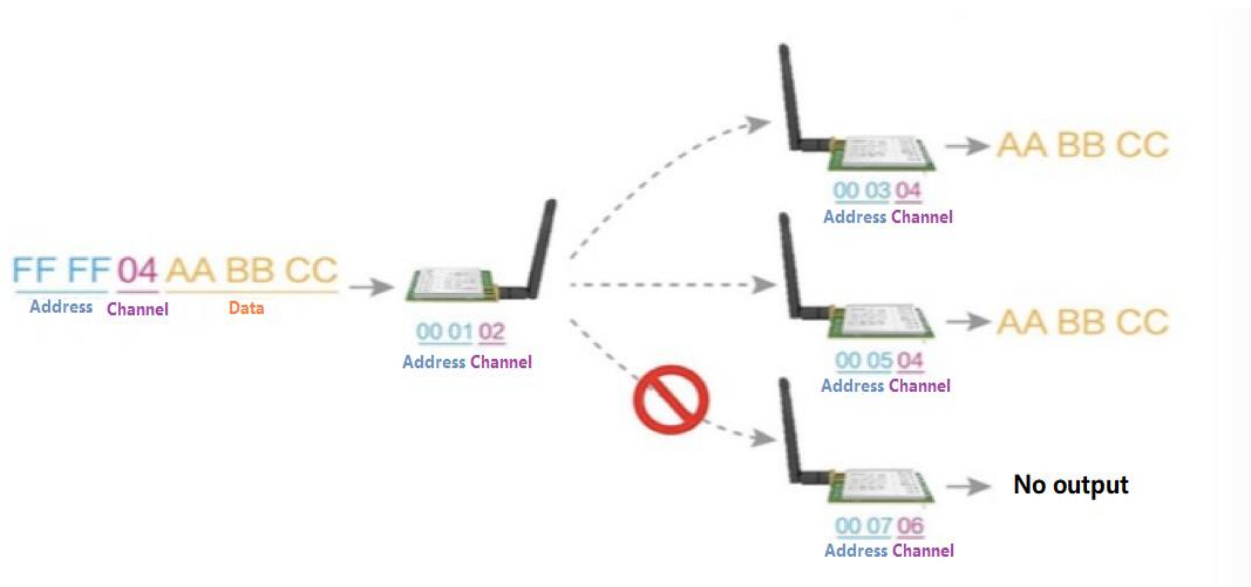 FF FF 04 AA BB CC
Address Channel Data
00 01 02
Address Channel
AA BB CC
00 03 04
Address Channel
AA BB CC
00 05 04
Address Channel
No output
00 07 06
Address Channel